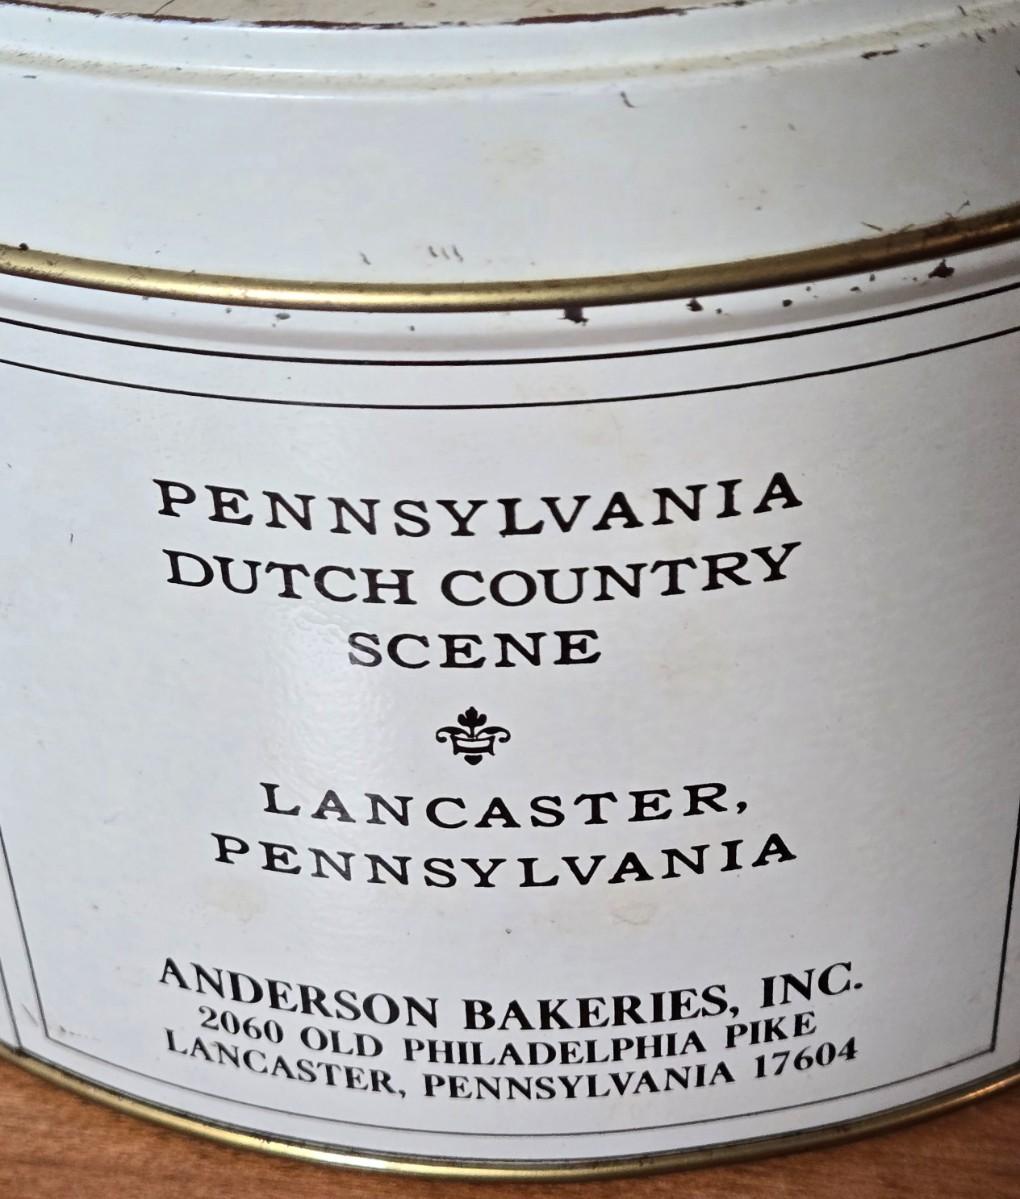 PENNSYLVANIA
DUTCH COUNTRY
SCENE
LANCASTER,
PENNSYLVANIA
ANDERSON BAKERIES, INC.
2060 OLD PHILADELPHIA PIKE
LANCASTER, PENNSYLVANIA 17604